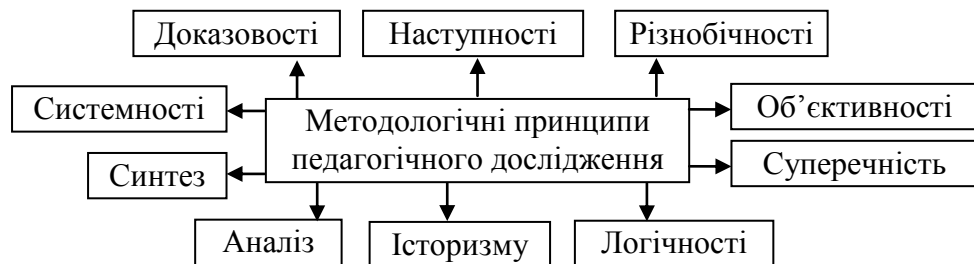 Доказовості
Наступності
Різнобічності
Системності
Методологічні принципи
педагогічного дослідження
Об’єктивності
Синтез
Суперечність
Аналіз
Історизму
Логічності